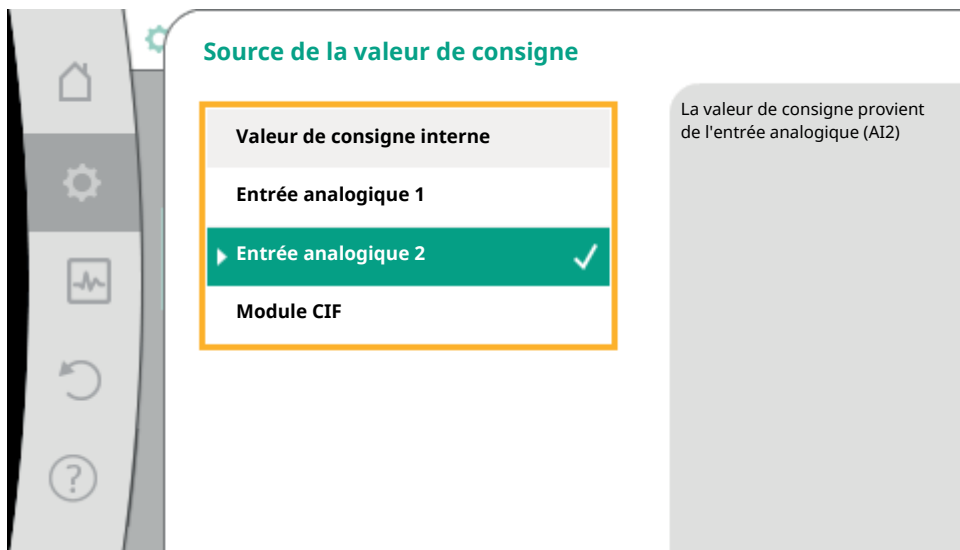 Source de la valeur de consigne
Valeur de consigne interne
Entrée analogique 1
Entrée analogique 2
Module CIF
La valeur de consigne provient
de l'entrée analogique (AI2)
?